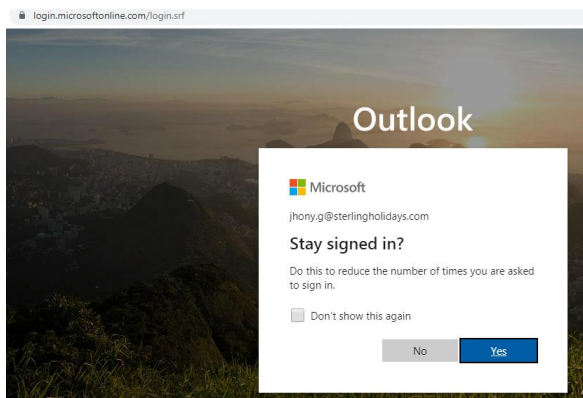 login.microsoftonline.com/login.srf
Outlook
Microsoft
jhony.g@sterlingholidays.com
Stay signed in?
Do this to reduce the number of times you are asked
to sign in.
Don't show this again
No
Yes